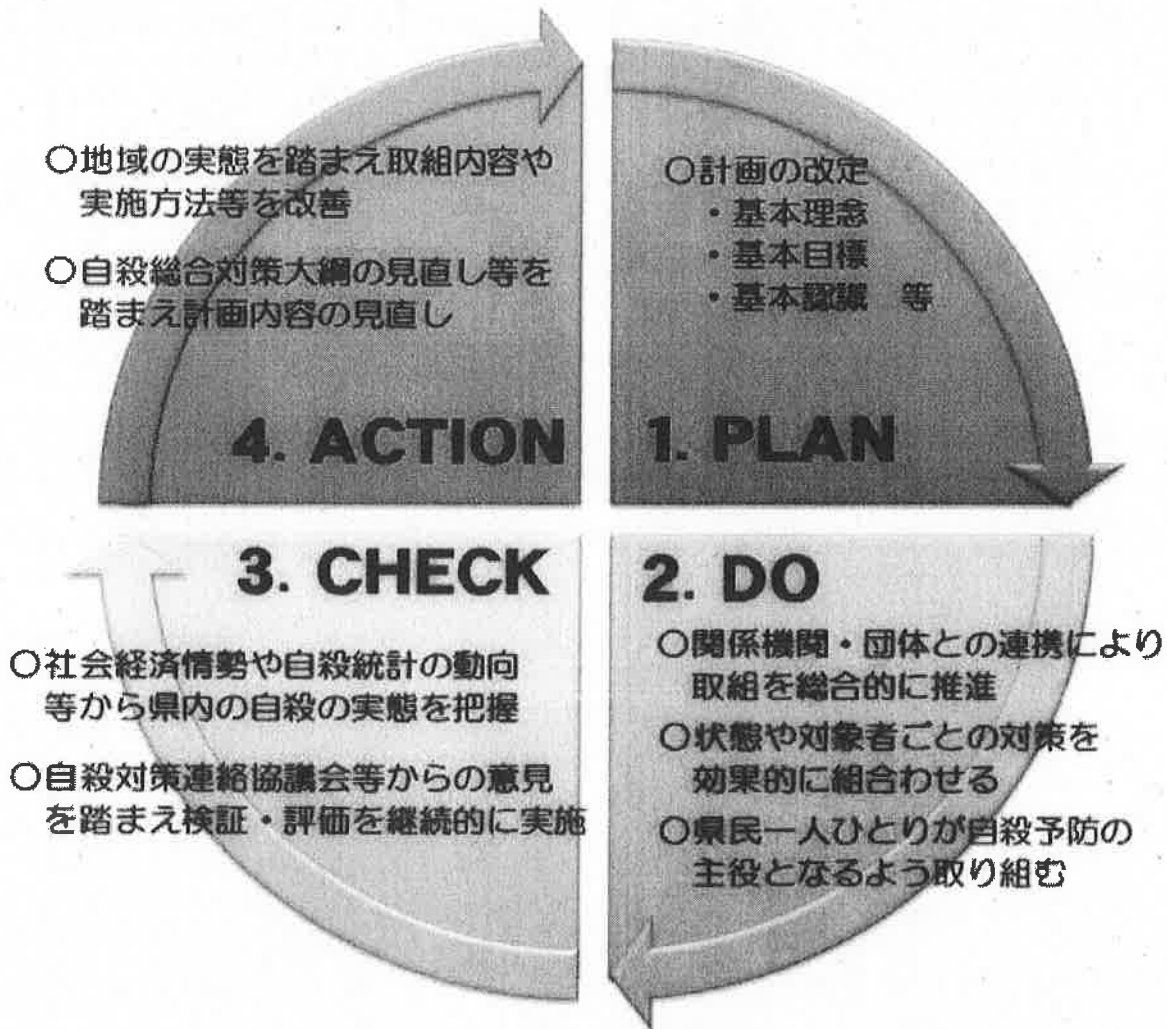 ○地域の実態を踏まえ取組内容や
実施方法等を改善
○自殺総合対策大綱の見直し等を
踏まえ計画内容の見直し
4. ACTION
○計画の改定
・基本理念
・基本目標
・基本認識 等
1. PLAN
3. CHECK
○社会経済情勢や自殺統計の動向
等から県内の自殺の実態を把握
○自殺対策連絡協議会等からの意見
を踏まえ検証・評価を継続的に実施
2. DO
○関係機関・団体との連携により
取組を総合的に推進
○状態や対象者ごとの対策を
効果的に組合わせる
○県民一人ひとりが自殺予防の
主役となるよう取り組む